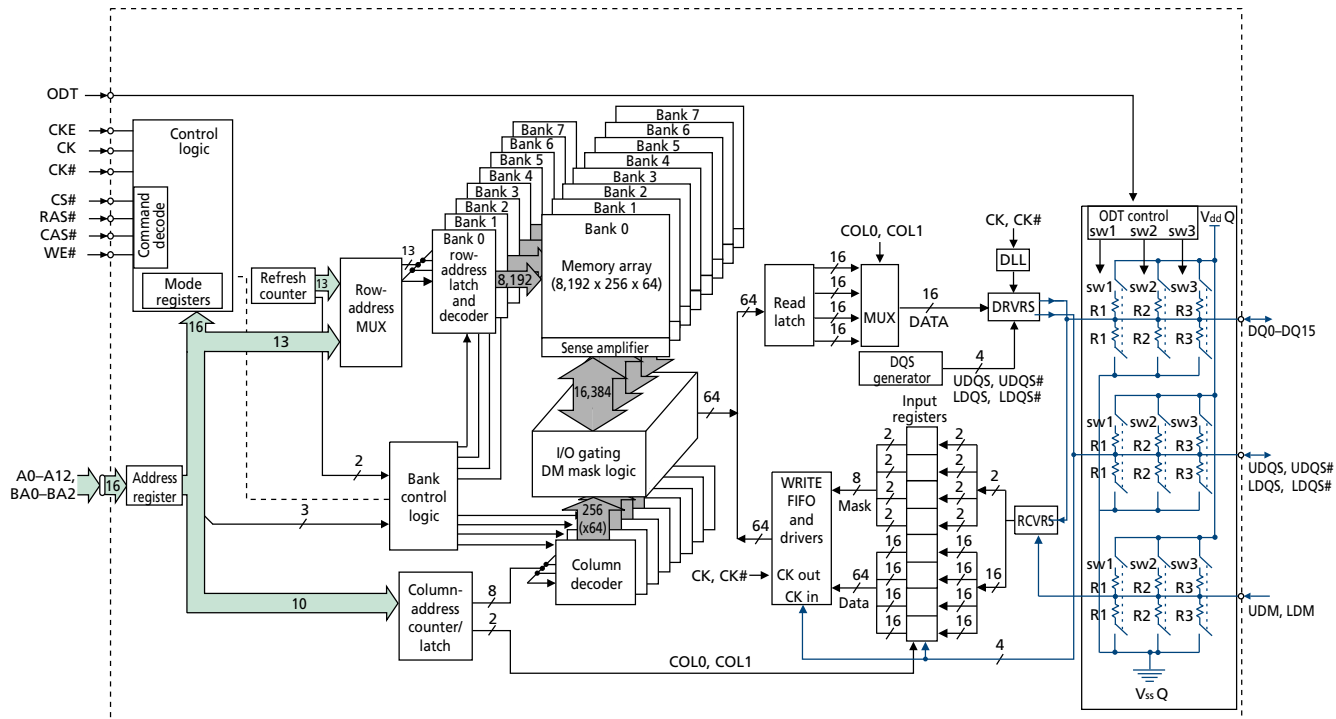 ODT
CKE
CK
CK#
CS#
RAS#
CAS#
WE#
Control
logic
Command
decode
Mode
registers
Refresh
counter
13
Row-
address
MUX
13
16
13
A0–A12,
BA0–BA2
16
Address
register
2
3
10
Bank
control
logic
Column-
address
counter/
latch
8
2
COL0, COL1
Bank 7
Bank 6
Bank 5
Bank 4
Bank 3
Bank 2
Bank 1
Bank 0
row-
address
latch
and
decoder
8,192
Bank 7
Bank 6
Bank 5
Bank 4
Bank 3
Bank 2
Bank 1
Bank 0
Memory array
(8,192 x 256 x 64)
Sense amplifier
16,384
I/O gating
DM mask logic
256
(x64)
Column
decoder
64
64
Read
latch
16
16
16
16
COL0, COL1
MUX
16
DATA
CK, CK#
DLL
DRVRS
DQS
generator
4
UDQS, UDQS#
LDQS, LDQS#
Input
registers
2
2
2
2
16
16
16
16
2
2
2
2
16
16
16
16
2
16
RCVRS
64
WRITE
FIFO
and
drivers
CK out
CK in
CK, CK#
8
Mask
64
Data
4
ODT control
sw1 sw2 sw3
Vdd Q
sw1 sw2 sw3
R1 R2 R3
R1 R2 R3
DQ0–DQ15
sw1 sw2 sw3
R1 R2 R3
R1 R2 R3
UDQS, UDQS#
LDQS, LDQS#
sw1 sw2 sw3
R1 R2 R3
R1 R2 R3
UDM, LDM
Vss Q